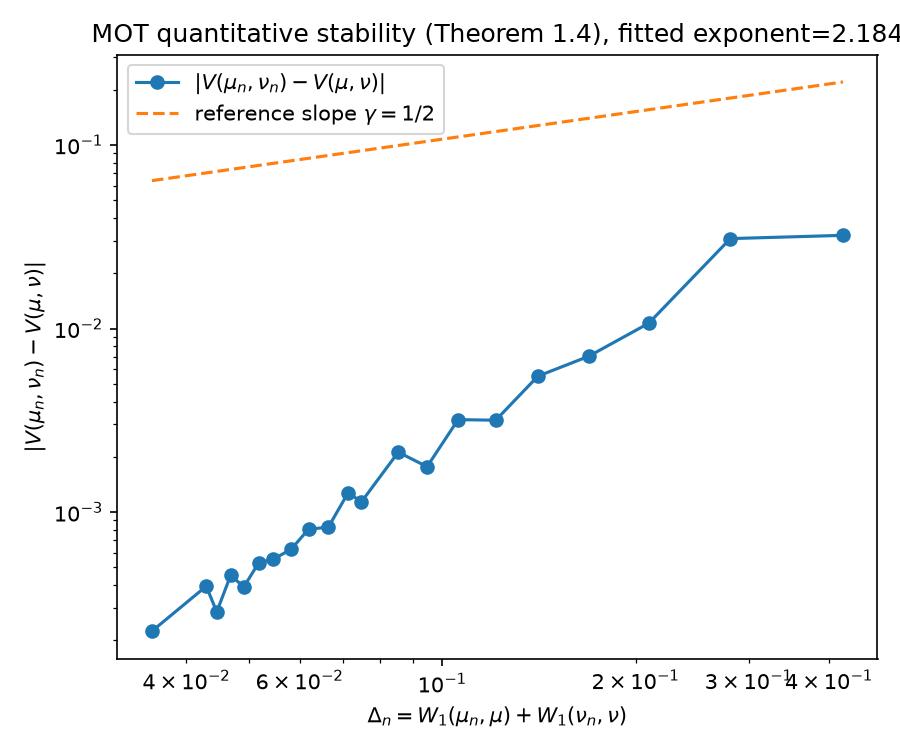 MOT quantitative stability (Theorem 1.4), fitted exponent=2.184
|V(μₙ, νₙ) − V(μ, ν)|
reference slope γ = 1/2
10⁻¹
10⁻²
10⁻³
|V(μₙ, νₙ) − V(μ, ν)|
4 × 10⁻² 6 × 10⁻² 10⁻¹ 2 × 10⁻¹ 3 × 10⁻¹ 4 × 10⁻¹
Δₙ = W₁(μₙ, μ) + W₁(νₙ, ν)